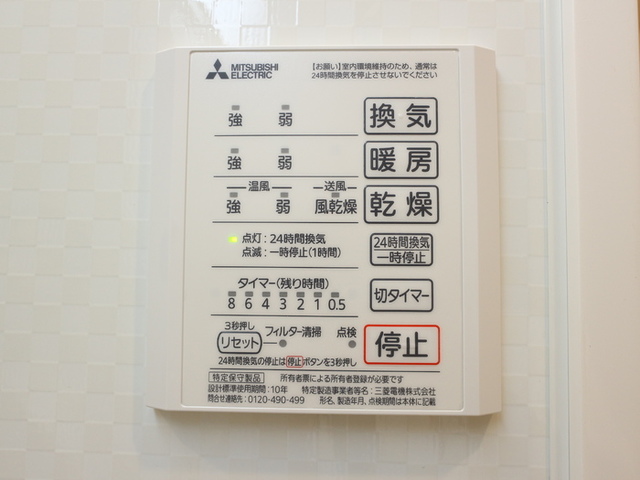 MITSUBISHI
ELECTRIC
【お願い】室内環境維持のため、通常は
24時間換気を停止させないでください
強 弱 換気
強 弱 暖房
温風 送風
強 弱 風乾燥 乾燥
点灯:24時間換気
点滅:一時停止(1時間)
24時間換気
一時停止
タイマー(残り時間)
8 6 4 3 2 1 0.5
切タイマー
3秒押し
リセット フィルター清掃 点検
停止
24時間換気の停止は停止ボタンを3秒押し
特定保守製品 所有者票による所有者登録が必要です
設計標準使用期間:10年 特定製造事業者等名:三菱電機株式会社
問合せ連絡先:0120-490-499 形名、製造年月、点検期間は本体に記載